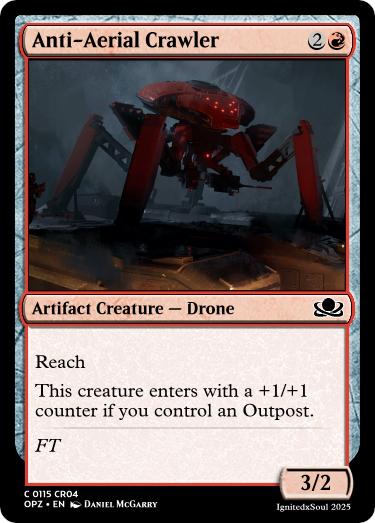 Anti-Aerial Crawler 2
Artifact Creature — Drone
Reach
This creature enters with a +1/+1
counter if you control an Outpost.
FT
3/2
C 0115 CR04
OPZ • EN DANIEL MCGARRY
IgnitedxSoul 2025